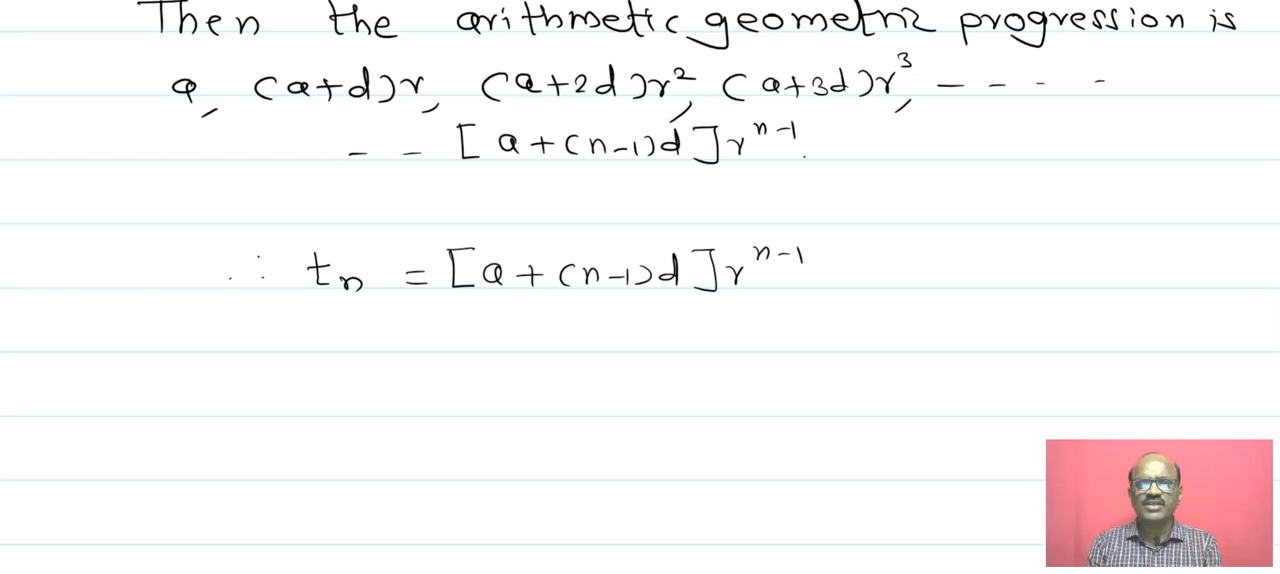 Then the arithmetic geometric progression is
a, (a+d)r, (a+2d)r², (a+3d)r³, - - - -
- - [a+(n-1)d]rⁿ⁻¹.
∴ tₙ = [a+(n-1)d]rⁿ⁻¹